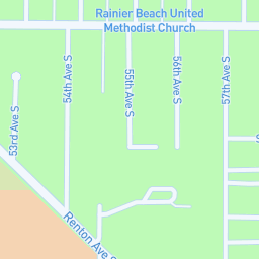 Rainier Beach United
Methodist Church
53rd Ave S
54th Ave S
55th Ave S
56th Ave S
57th Ave S
Renton Ave S